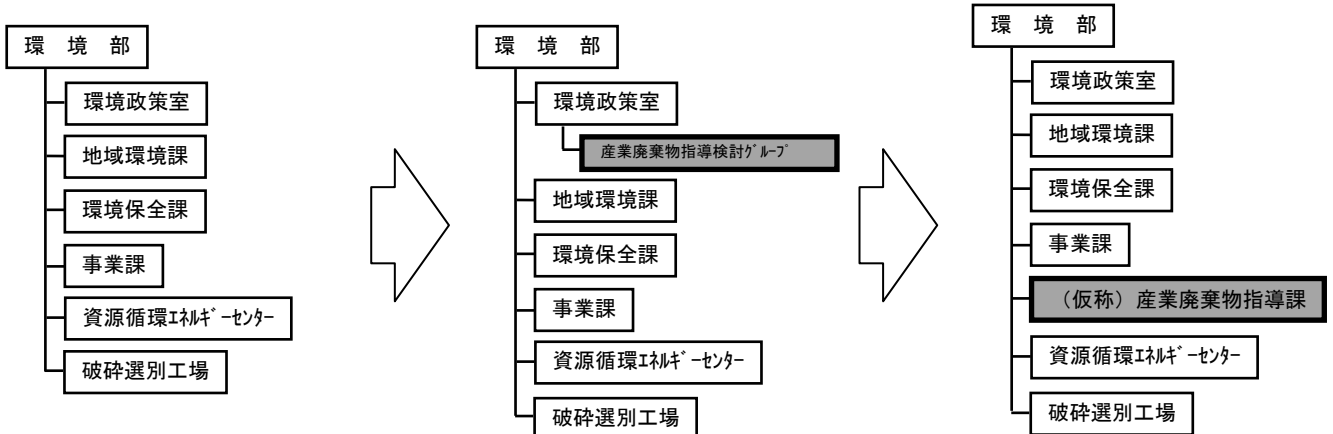 環　境　部
環境政策室
地域環境課
環境保全課
事業課
資源循環ｴﾈﾙｷﾞｰｾﾝﾀｰ
破砕選別工場
環　境　部
環境政策室
産業廃棄物指導検討ｸﾞﾙｰﾌﾟ
地域環境課
環境保全課
事業課
資源循環ｴﾈﾙｷﾞｰｾﾝﾀｰ
破砕選別工場
環　境　部
環境政策室
地域環境課
環境保全課
事業課
（仮称）産業廃棄物指導課
資源循環ｴﾈﾙｷﾞｰｾﾝﾀｰ
破砕選別工場